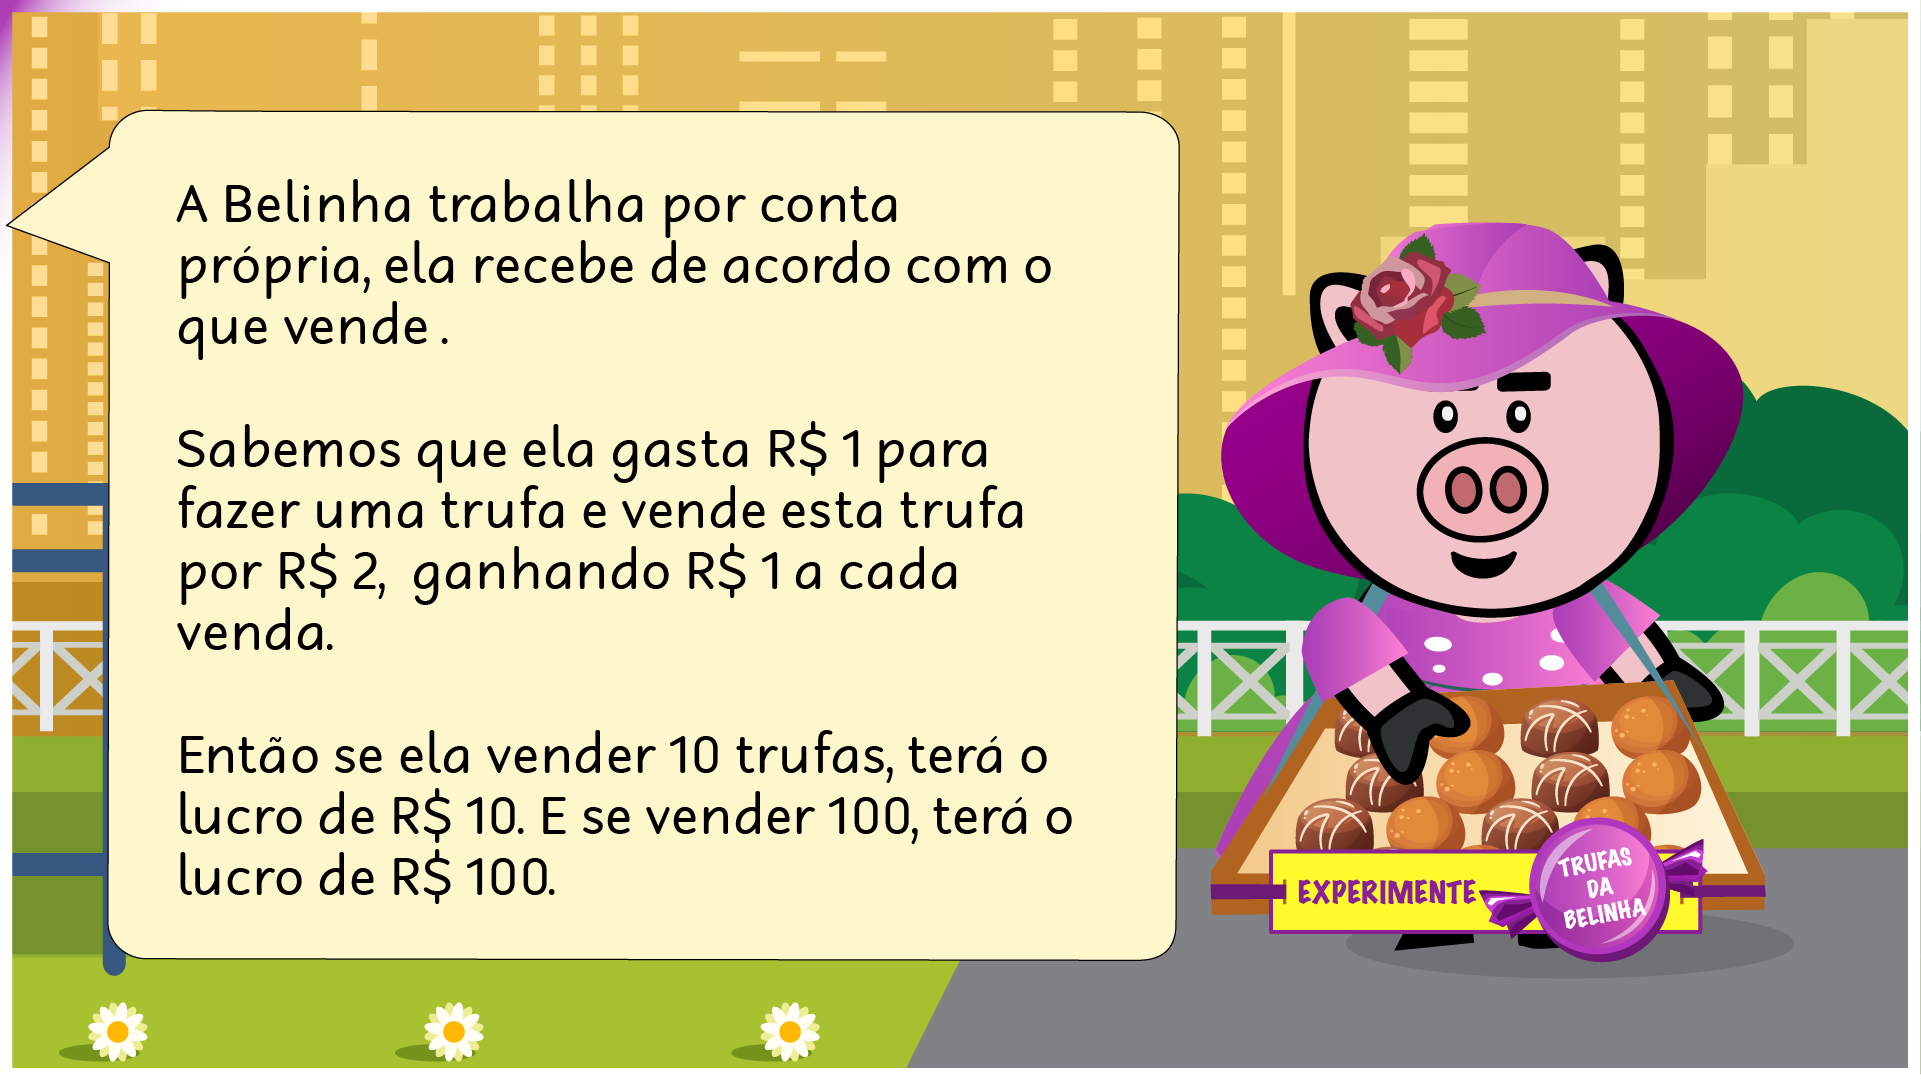 A Belinha trabalha por conta
própria, ela recebe de acordo com o
que vende .
Sabemos que ela gasta R$ 1 para
fazer uma trufa e vende esta trufa
por R$ 2, ganhando R$ 1 a cada
venda.
Então se ela vender 10 trufas, terá o
lucro de R$ 10. E se vender 100, terá o
lucro de R$ 100.
EXPERIMENTE
TRUFAS
DA
BELINHA